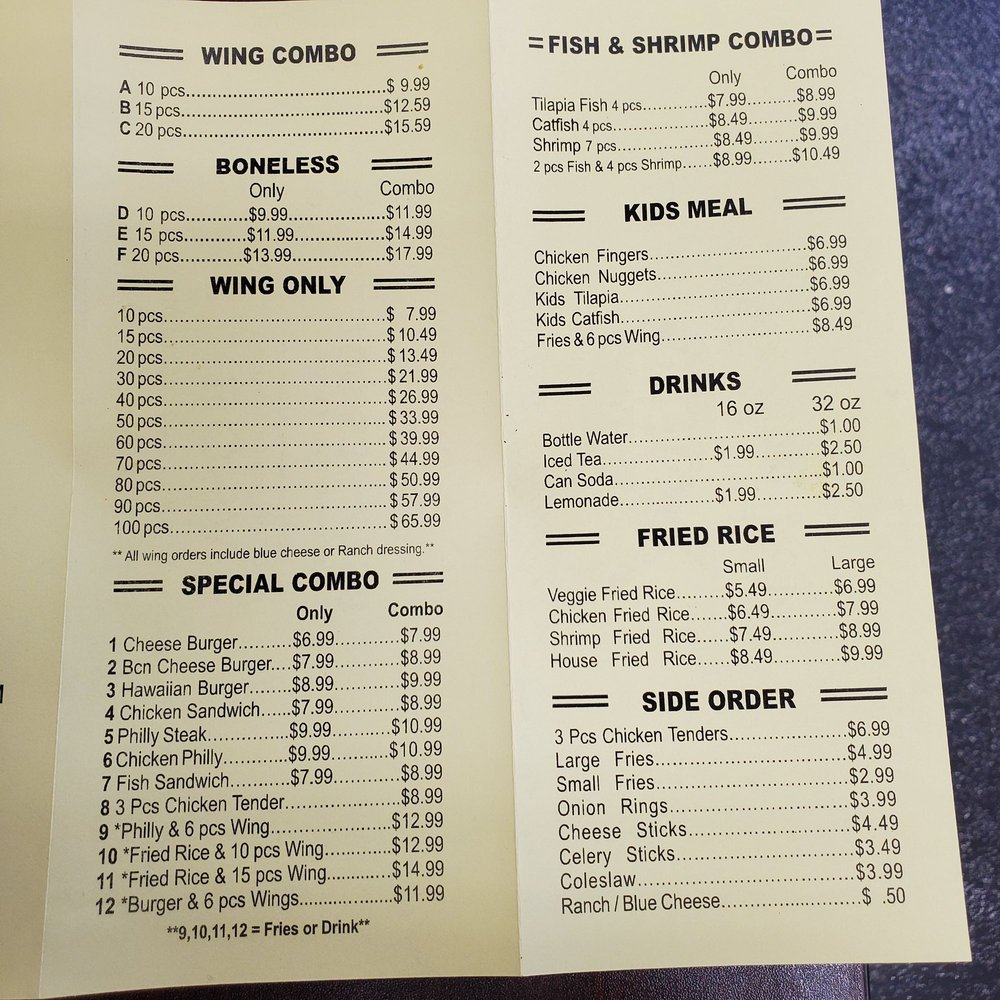 WING COMBO
A 10 pcs..........$ 9.99
B 15 pcs..........$12.59
C 20 pcs..........$15.59
BONELESS
Only Combo
D 10 pcs..........$9.99..........$11.99
E 15 pcs..........$11.99..........$14.99
F 20 pcs..........$13.99..........$17.99
WING ONLY
10 pcs..........$ 7.99
15 pcs..........$ 10.49
20 pcs..........$ 13.49
30 pcs..........$ 21.99
40 pcs..........$ 26.99
50 pcs..........$ 33.99
60 pcs..........$ 39.99
70 pcs..........$ 44.99
80 pcs..........$ 50.99
90 pcs..........$ 57.99
100 pcs..........$ 65.99
** All wing orders include blue cheese or Ranch dressing.**
SPECIAL COMBO
Only Combo
1 Cheese Burger..........$6.99..........$7.99
2 Bcn Cheese Burger....$7.99..........$8.99
3 Hawaiian Burger........$8.99..........$9.99
4 Chicken Sandwich......$7.99..........$8.99
5 Philly Steak..........$9.99..........$10.99
6 Chicken Philly..........$9.99..........$10.99
7 Fish Sandwich..........$7.99..........$8.99
8 3 Pcs Chicken Tender..........$8.99
9 *Philly & 6 pcs Wing..........$12.99
10 *Fried Rice & 10 pcs Wing..........$12.99
11 *Fried Rice & 15 pcs Wing..........$14.99
12 *Burger & 6 pcs Wings..........$11.99
**9,10,11,12 = Fries or Drink**
FISH & SHRIMP COMBO
Only Combo
Tilapia Fish 4 pcs..........$7.99..........$8.99
Catfish 4 pcs..........$8.49..........$9.99
Shrimp 7 pcs..........$8.49..........$9.99
2 pcs Fish & 4 pcs Shrimp......$8.99........$10.49
KIDS MEAL
Chicken Fingers..........$6.99
Chicken Nuggets..........$6.99
Kids Tilapia..........$6.99
Kids Catfish..........$6.99
Fries & 6 pcs Wing..........$8.49
DRINKS
16 oz 32 oz
Bottle Water..........$1.00
Iced Tea..........$1.99..........$2.50
Can Soda..........$1.00
Lemonade..........$1.99..........$2.50
FRIED RICE
Small Large
Veggie Fried Rice.........$5.49..........$6.99
Chicken Fried Rice.......$6.49..........$7.99
Shrimp Fried Rice......$7.49..........$8.99
House Fried Rice......$8.49..........$9.99
SIDE ORDER
3 Pcs Chicken Tenders..........$6.99
Large Fries..........$4.99
Small Fries..........$2.99
Onion Rings..........$3.99
Cheese Sticks..........$4.49
Celery Sticks..........$3.49
Coleslaw..........$3.99
Ranch / Blue Cheese..........$ .50